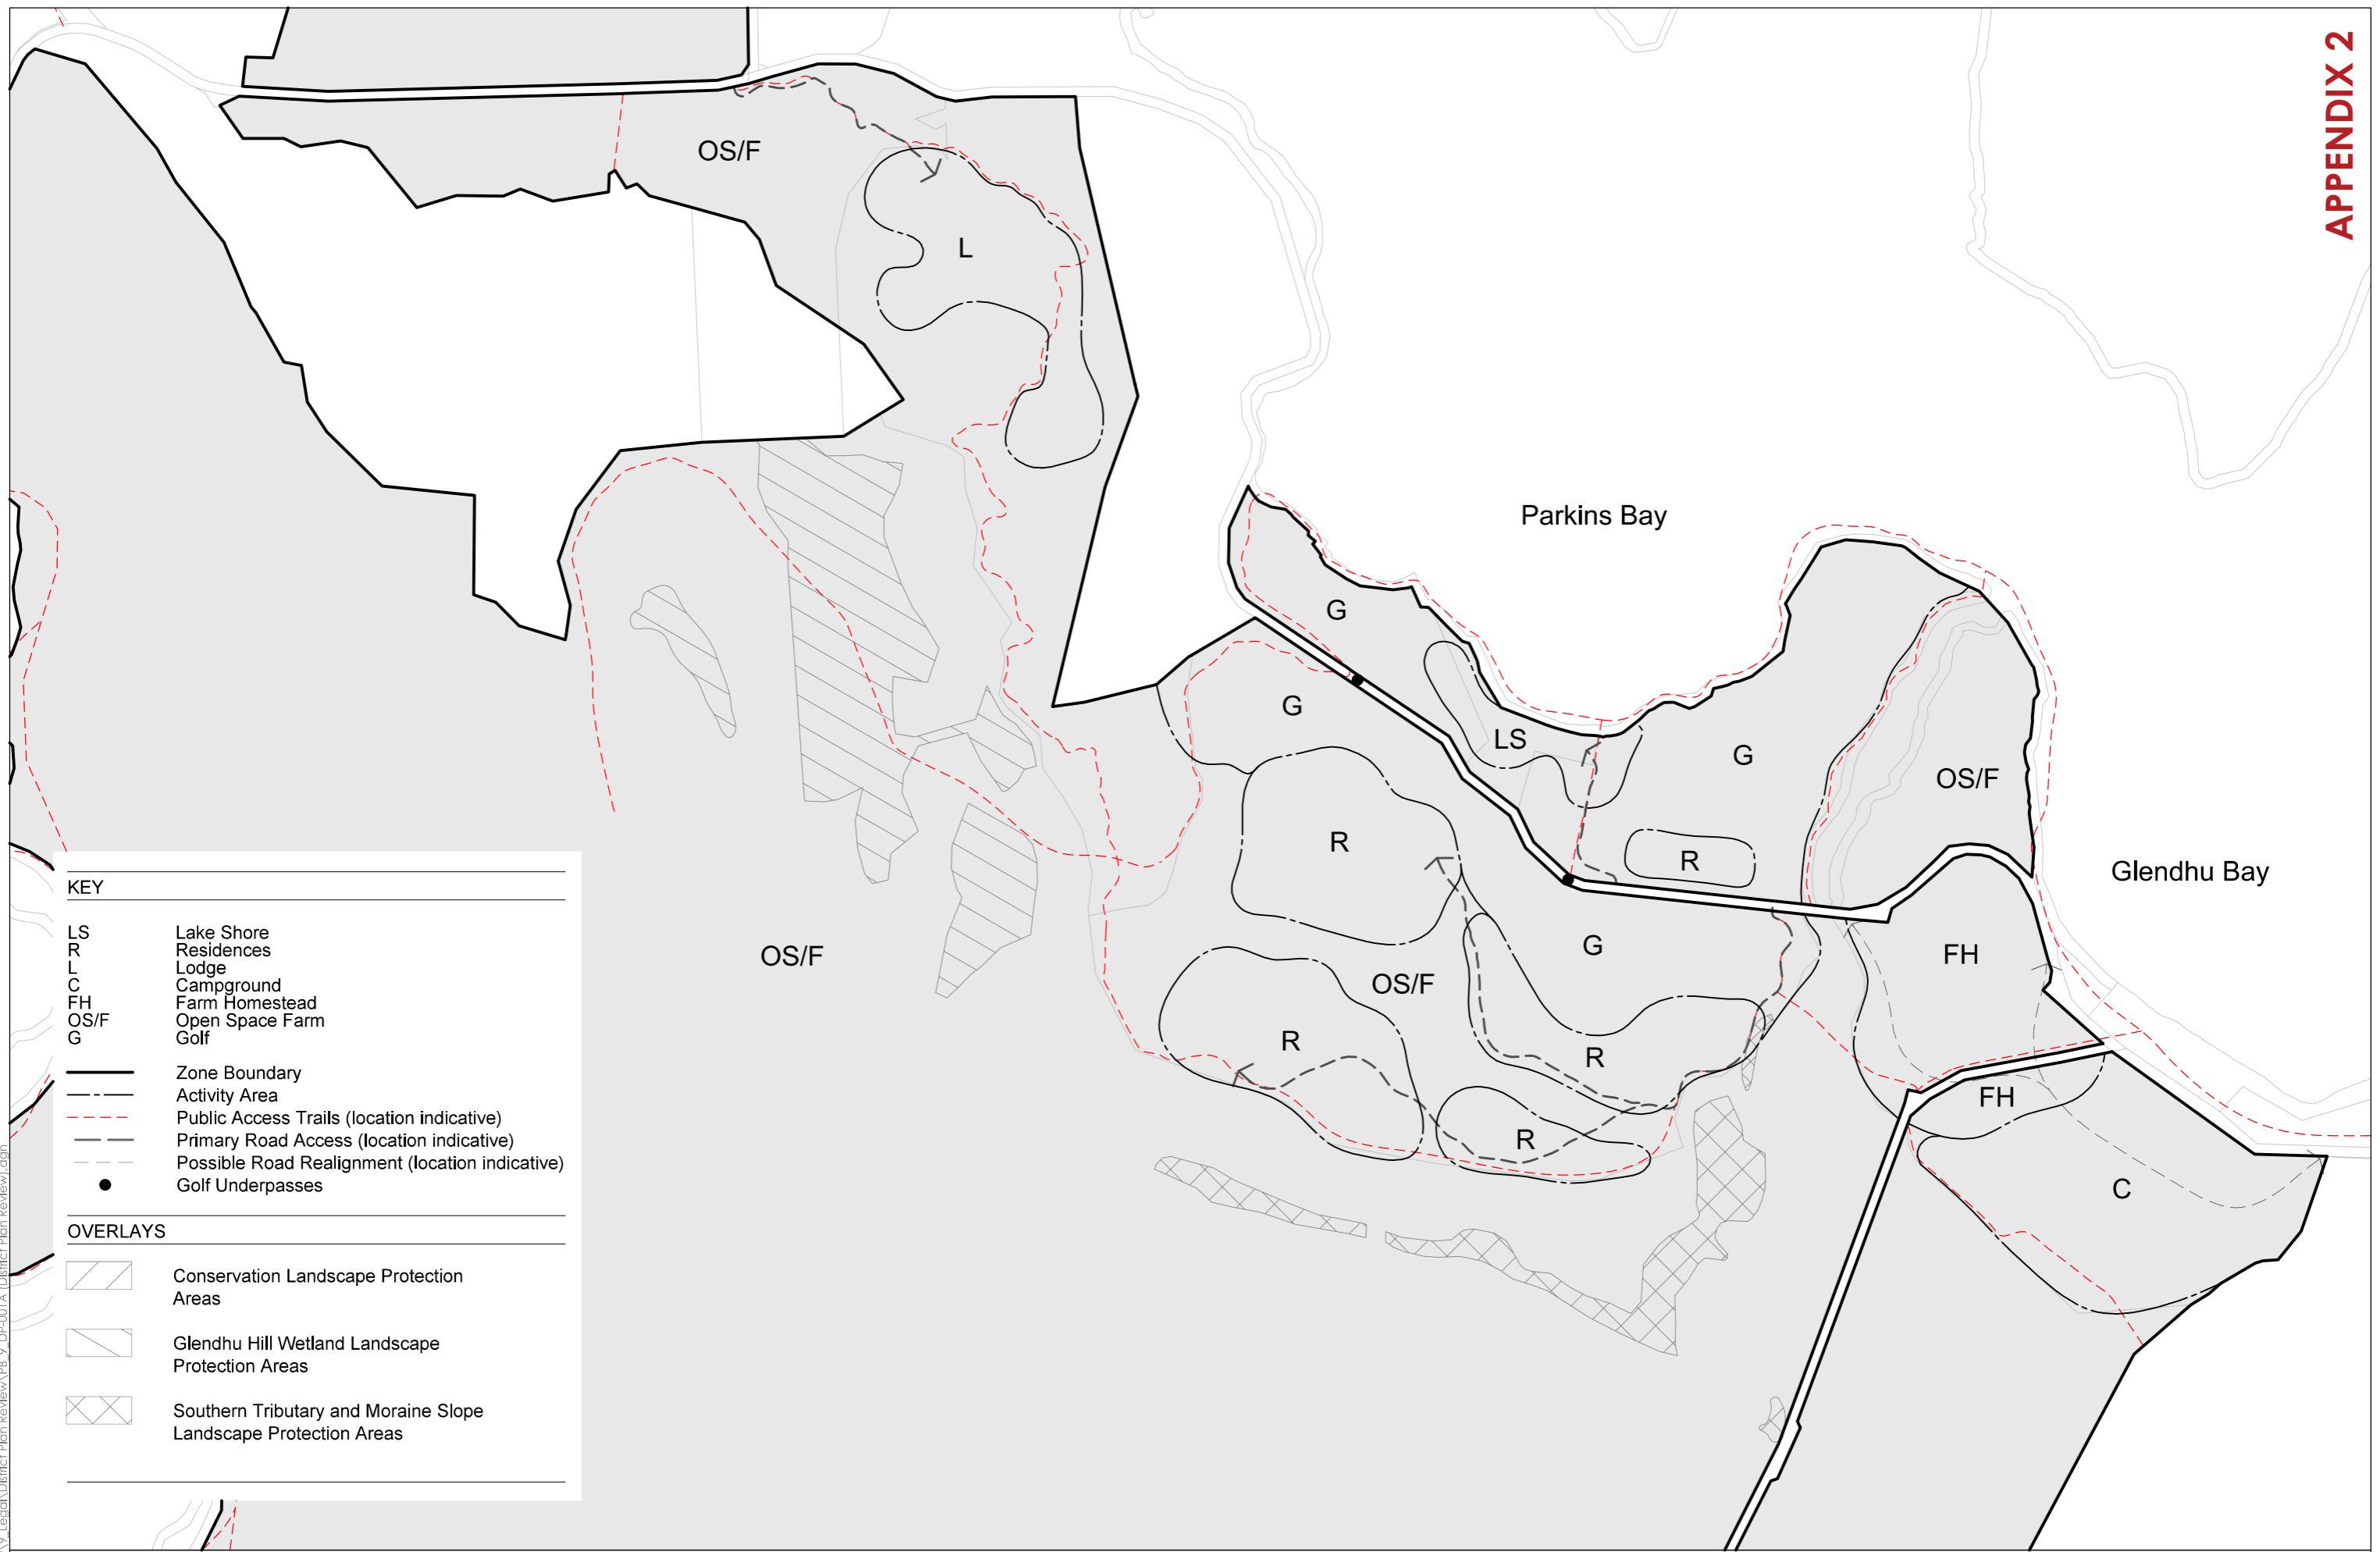 APPENDIX 2
OS/F
L
Parkins Bay
G
G
LS
G
OS/F
R
R
Glendhu Bay
OS/F
G
FH
OS/F
R
R
R
FH
C
KEY
LS Lake Shore
R Residences
L Lodge
C Campground
FH Farm Homestead
OS/F Open Space Farm
G Golf
Zone Boundary
Activity Area
Public Access Trails (location indicative)
Primary Road Access (location indicative)
Possible Road Realignment (location indicative)
Golf Underpasses
OVERLAYS
Conservation Landscape Protection
Areas
Glendhu Hill Wetland Landscape
Protection Areas
Southern Tributary and Moraine Slope
Landscape Protection Areas